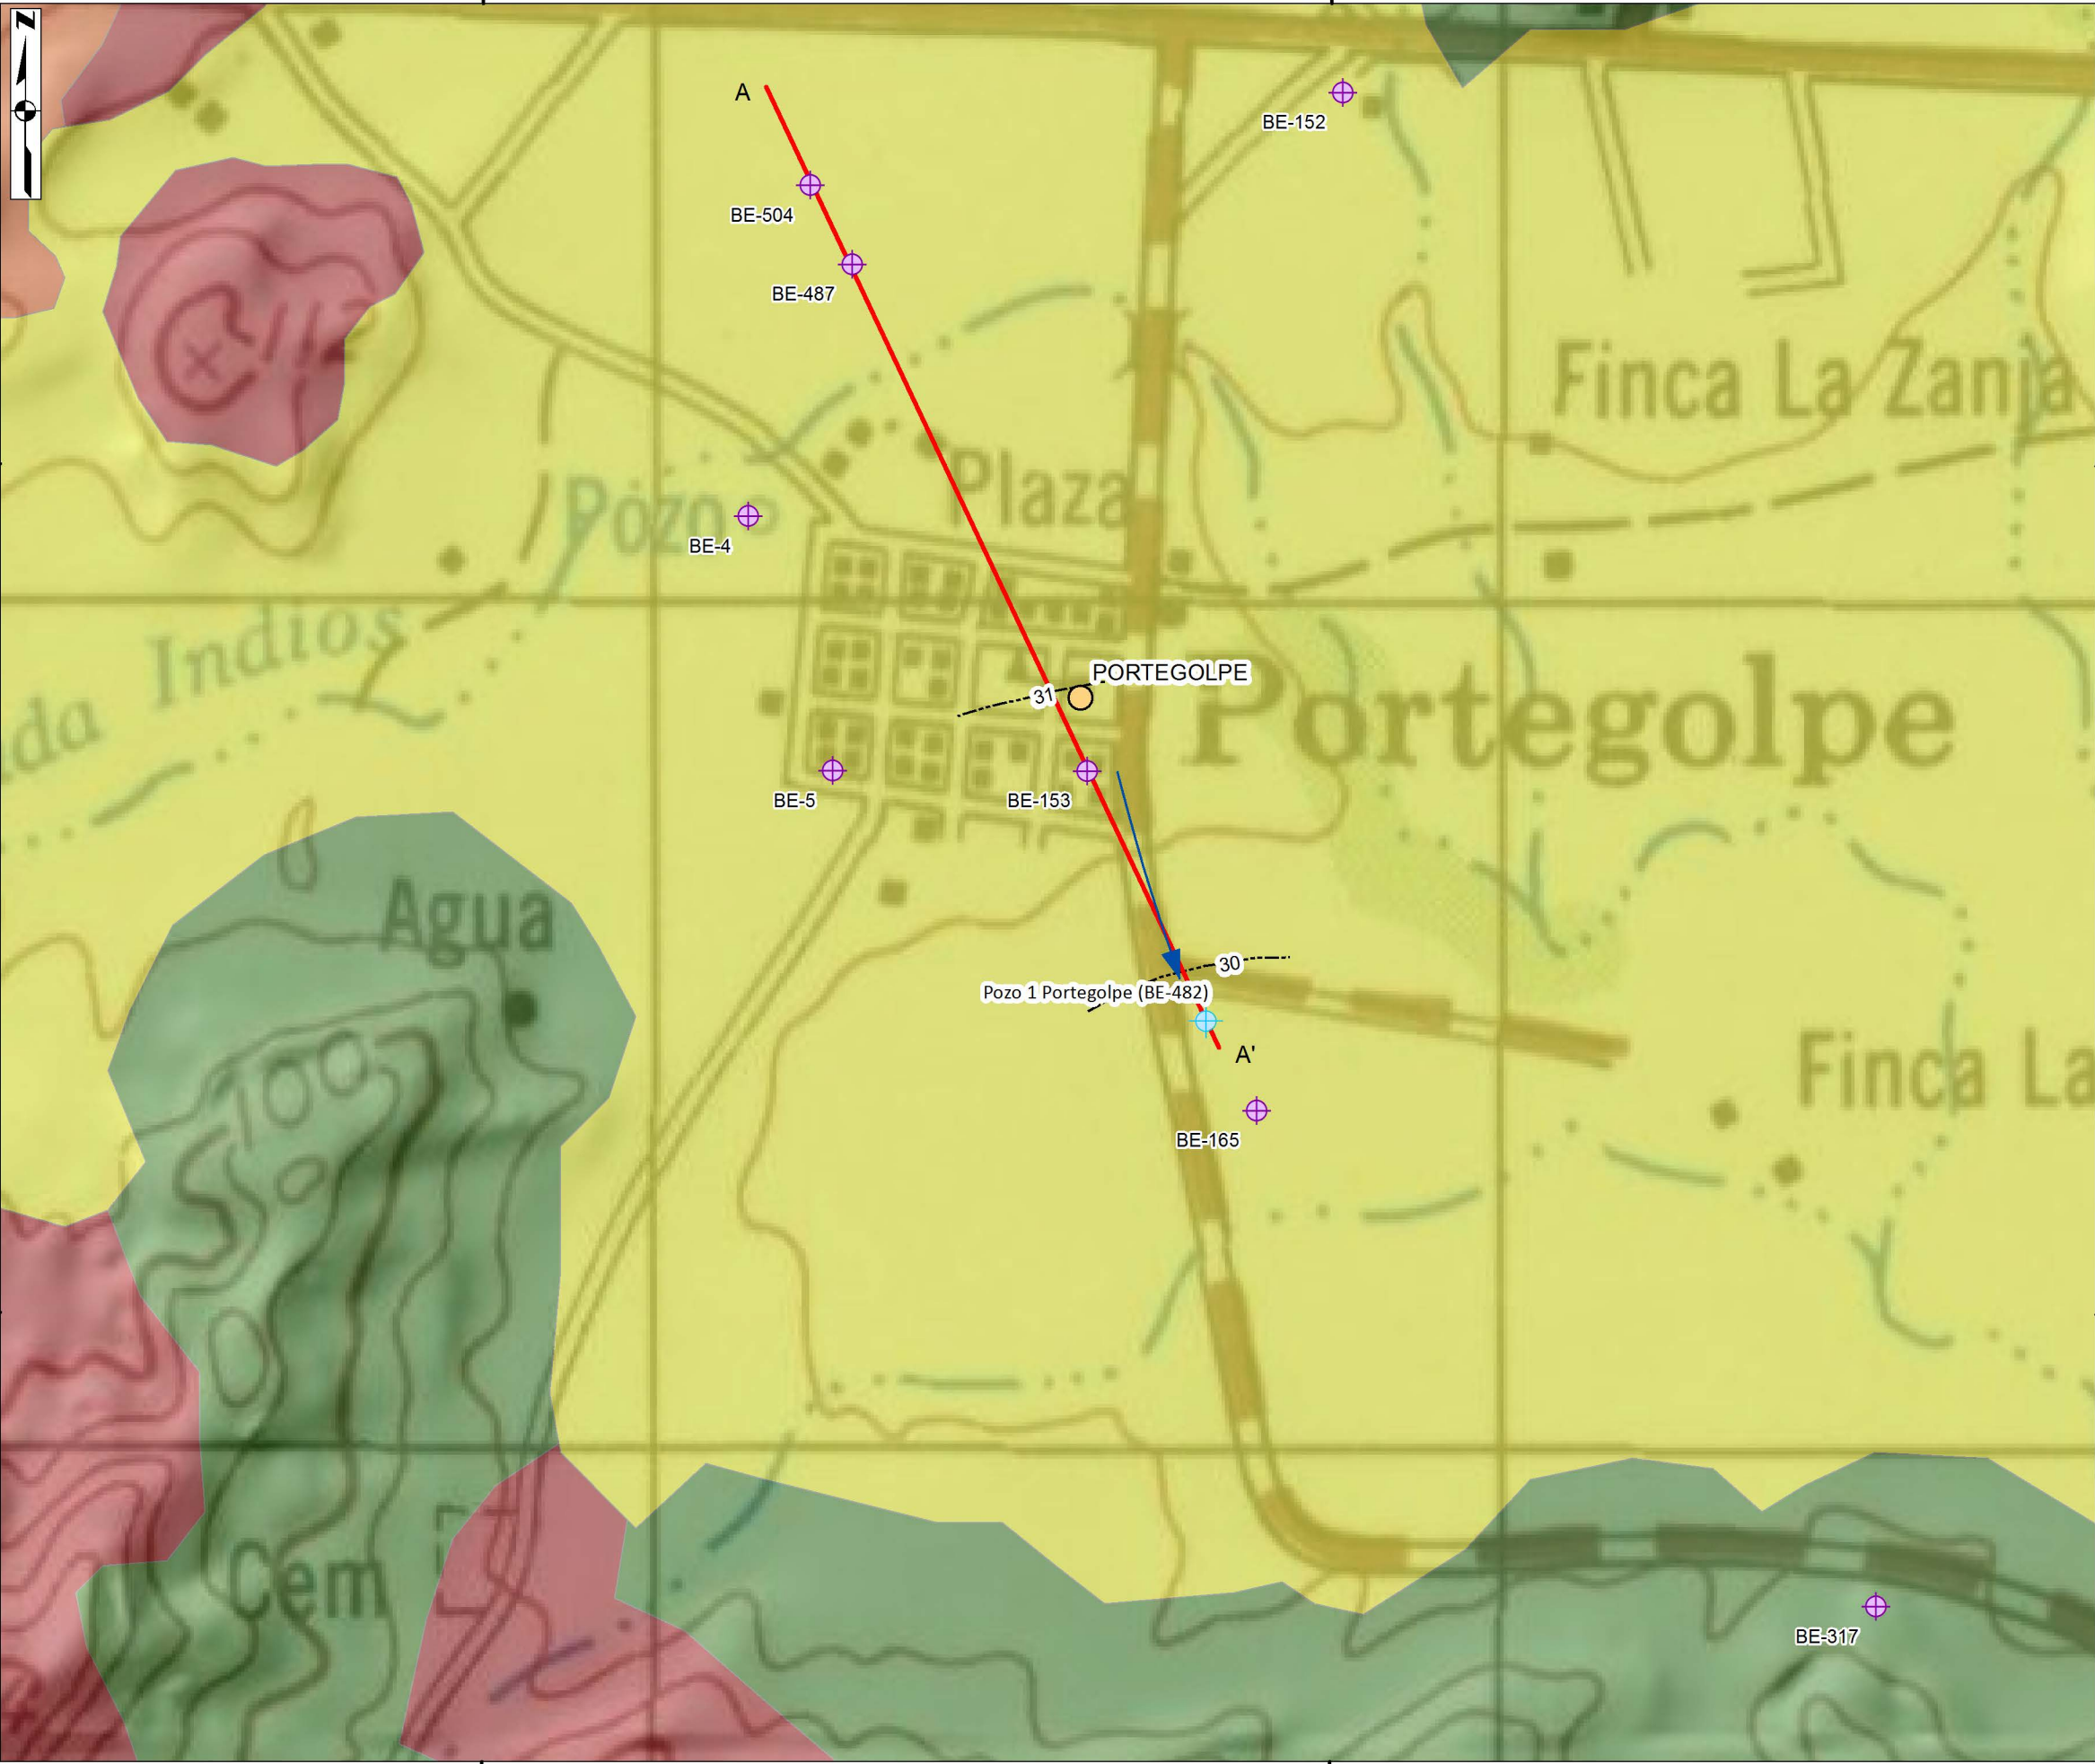 N
A
BE-152
BE-504
BE-487
Finca La Zanja
Plaza
Pozo
BE-4
Indios
PORTEGOLPE
31
Portegolpe
BE-5
BE-153
Agua
30
Pozo 1 Portegolpe (BE-482)
A'
Finca La
100
BE-165
Cem
BE-317